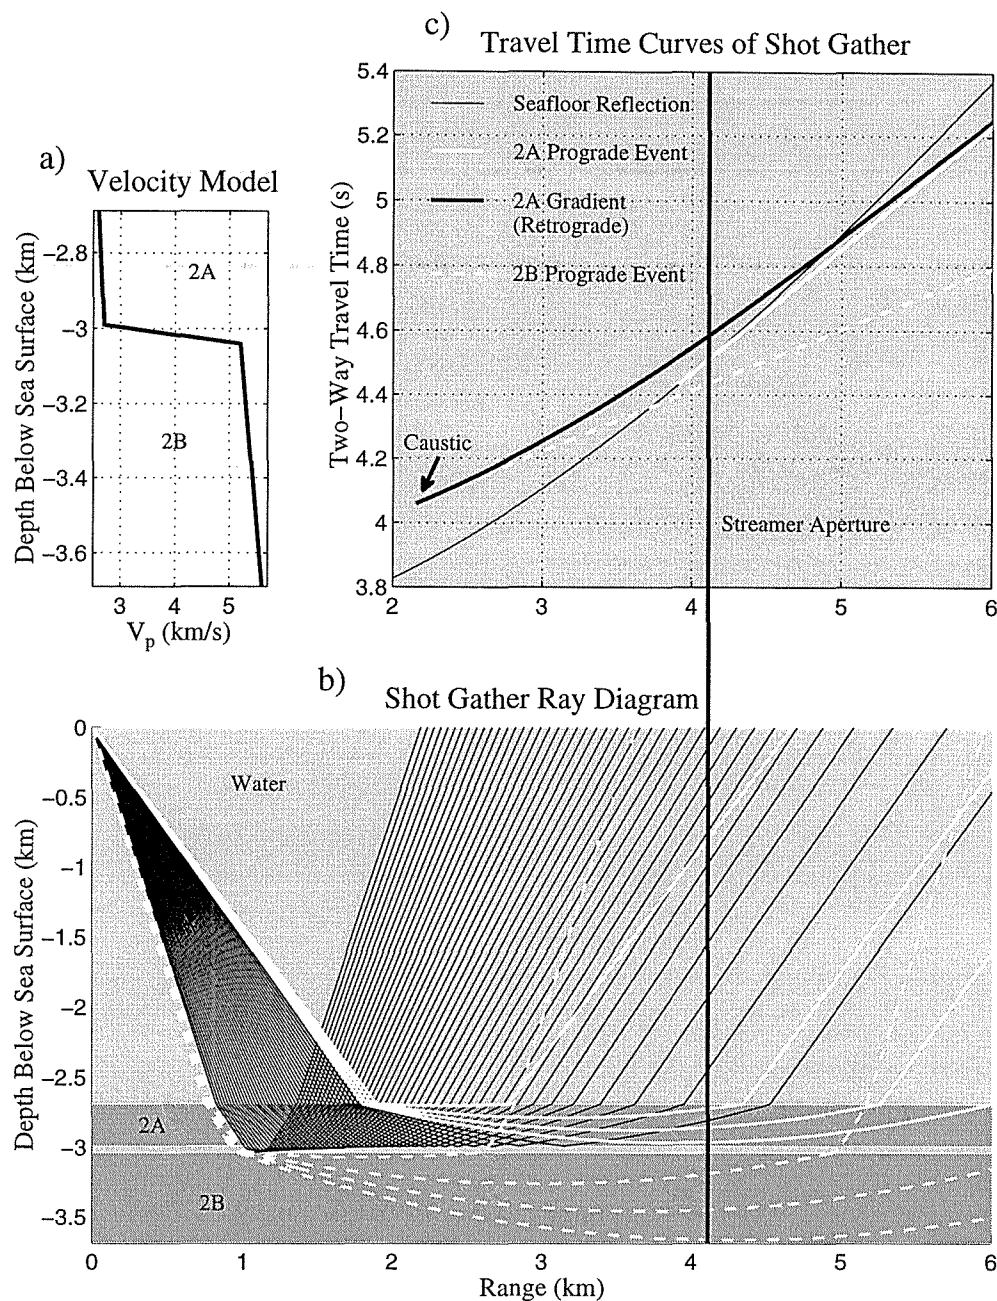 c)
Travel Time Curves of Shot Gather
5.4
5.2
5
4.8
4.6
4.4
4.2
4
3.8
Two-Way Travel Time (s)
Seafloor Reflection
2A Prograde Event
2A Gradient
(Retrograde)
2B Prograde Event
Caustic
Streamer Aperture
2
3
4
5
6
a)
Velocity Model
Depth Below Sea Surface (km)
−2.8
−3
−3.2
−3.4
−3.6
2A
2B
3
4
5
Vp (km/s)
b)
Shot Gather Ray Diagram
Depth Below Sea Surface (km)
0
−0.5
−1
−1.5
−2
−2.5
−3
−3.5
Water
2A
2B
0
1
2
3
4
5
6
Range (km)